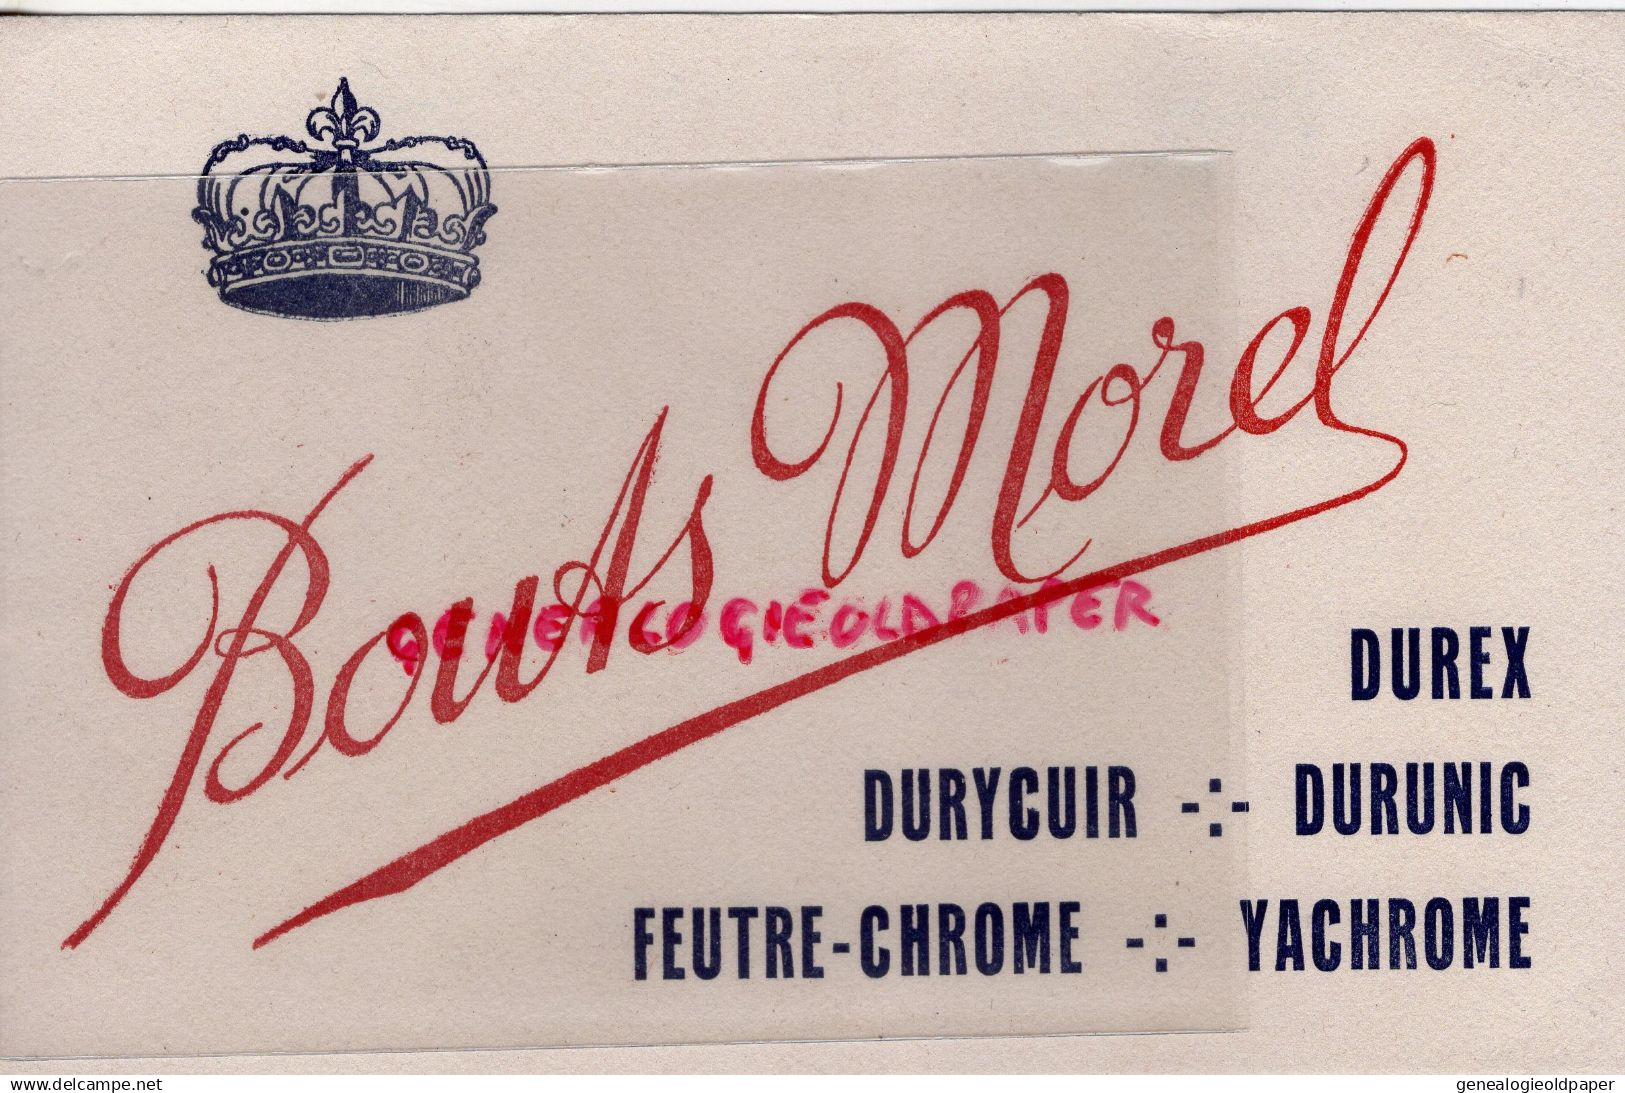 Bouts Morel
GENEALOGIEOLDPAPER
DUREX
DURYCUIR -:- DURUNIC
FEUTRE-CHROME -:- YACHROME
www.delcampe.net
genealogieoldpaper